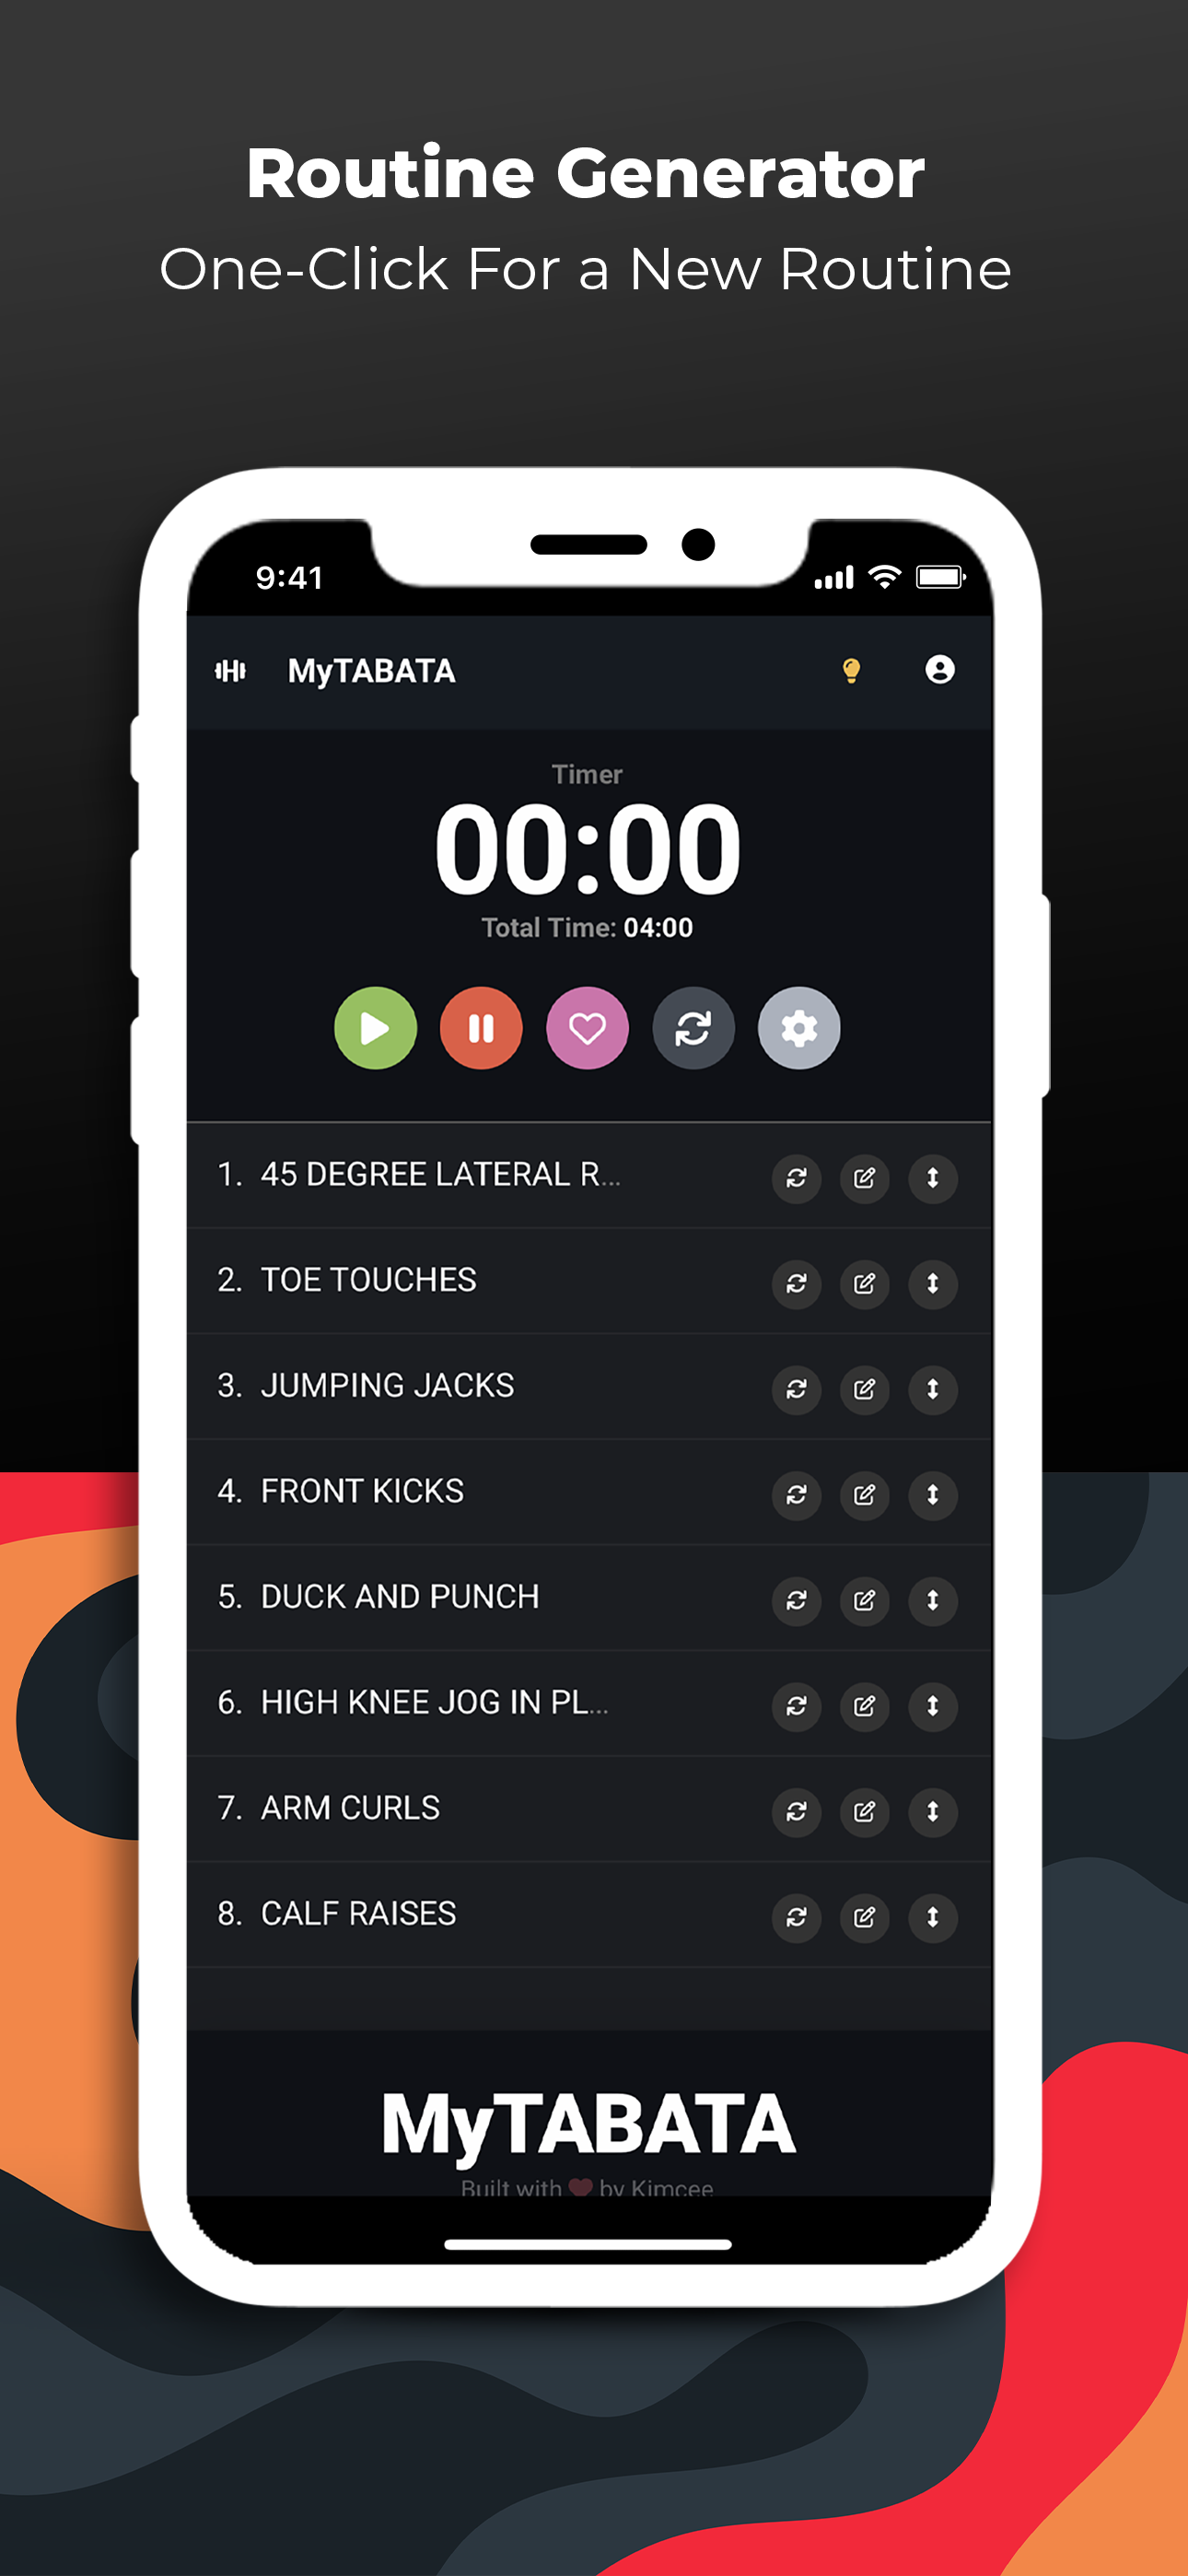 Routine Generator
One-Click For a New Routine
9:41
MyTABATA
Timer
00:00
Total Time: 04:00
1. 45 DEGREE LATERAL R...
2. TOE TOUCHES
3. JUMPING JACKS
4. FRONT KICKS
5. DUCK AND PUNCH
6. HIGH KNEE JOG IN PL...
7. ARM CURLS
8. CALF RAISES
MyTABATA
Built with ❤ by Kimcee